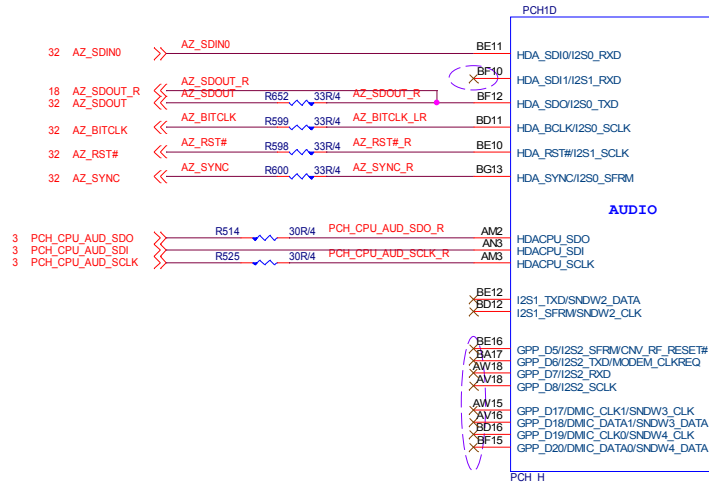 PCH1D
32 AZ_SDIN0 AZ_SDIN0 BE11 HDA_SDI0/I2S0_RXD
BF10 HDA_SDI1/I2S1_RXD
18 AZ_SDOUT_R AZ_SDOUT_R
32 AZ_SDOUT AZ_SDOUT R652 33R/4 AZ_SDOUT_R BF12 HDA_SDO/I2S0_TXD
32 AZ_BITCLK AZ_BITCLK R599 33R/4 AZ_BITCLK_LR BD11 HDA_BCLK/I2S0_SCLK
32 AZ_RST# AZ_RST# R598 33R/4 AZ_RST#_R BE10 HDA_RST#/I2S1_SCLK
32 AZ_SYNC AZ_SYNC R600 33R/4 AZ_SYNC_R BG13 HDA_SYNC/I2S0_SFRM
AUDIO
3 PCH_CPU_AUD_SDO R514 30R/4 PCH_CPU_AUD_SDO_R AM2 HDACPU_SDO
3 PCH_CPU_AUD_SDI AN3 HDACPU_SDI
3 PCH_CPU_AUD_SCLK R525 30R/4 PCH_CPU_AUD_SCLK_R AM3 HDACPU_SCLK
BE12 I2S1_TXD/SNDW2_DATA
BD12 I2S1_SFRM/SNDW2_CLK
BE16 GPP_D5/I2S2_SFRM/CNV_RF_RESET#
BA17 GPP_D6/I2S2_TXD/MODEM_CLKREQ
AW18 GPP_D7/I2S2_RXD
AV18 GPP_D8/I2S2_SCLK
AW15 GPP_D17/DMIC_CLK1/SNDW3_CLK
AV16 GPP_D18/DMIC_DATA1/SNDW3_DATA
BD16 GPP_D19/DMIC_CLK0/SNDW4_CLK
BF15 GPP_D20/DMIC_DATA0/SNDW4_DATA
PCH_H